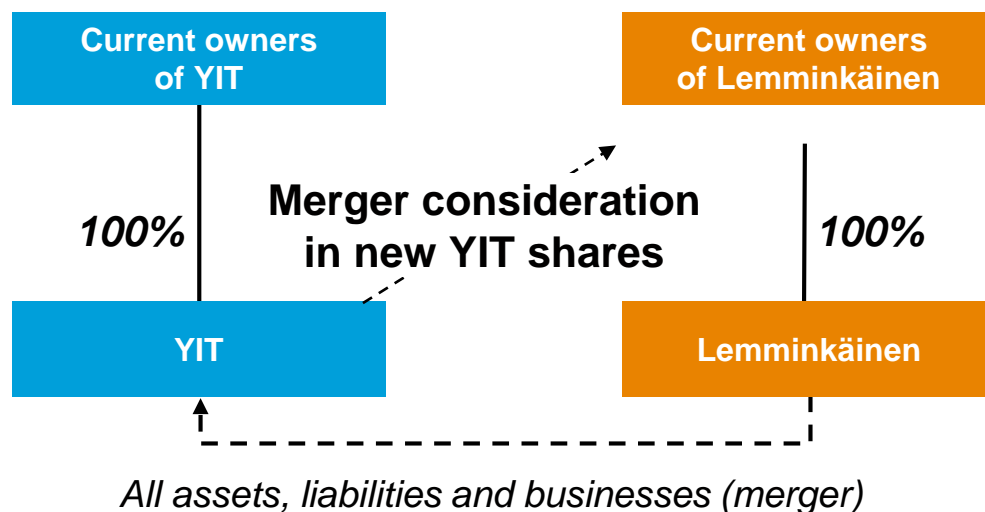 Current owners
of YIT
Current owners
of Lemminkäinen
Merger consideration
in new YIT shares
100%
100%
YIT
Lemminkäinen
All assets, liabilities and businesses (merger)